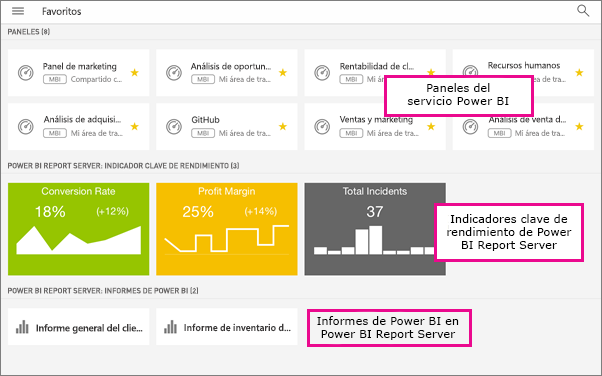 Favoritos
PANELES (8)
Panel de marketing
MBI Compartido c...
Análisis de oportun...
MBI Mi área de tra...
Rentabilidad de cl...
Recursos humanos
MBI Mi área de tra...
Paneles del
servicio Power BI
Análisis de adquisi...
MBI Mi área de tra...
GitHub
MBI Mi área de tra...
Ventas y marketing
MBI Mi área de tra...
Análisis de venta d...
MBI Mi área de tra...
POWER BI REPORT SERVER: INDICADOR CLAVE DE RENDIMIENTO (3)
Conversion Rate
18% (+12%)
Profit Margin
25% (+14%)
Total Incidents
37
Indicadores clave de
rendimiento de Power
BI Report Server
POWER BI REPORT SERVER: INFORMES DE POWER BI (2)
Informe general del clie...
Informe de inventario d...
Informes de Power BI en
Power BI Report Server